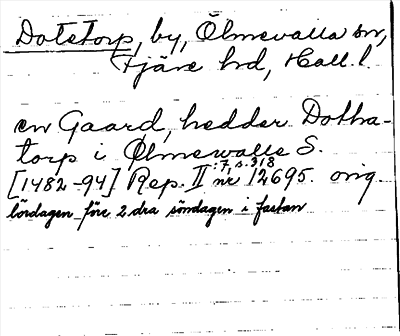 Dotstorp, by, Ölmevalla sn,
Fjäre hd, Hall. l.
en Gaard, hedder Dotha-
torp i Ølmewalle S.
[1482-94] Rep. II :7, s. 318 nr 12695. orig.
lördagen före 2.dra söndagen i fastan